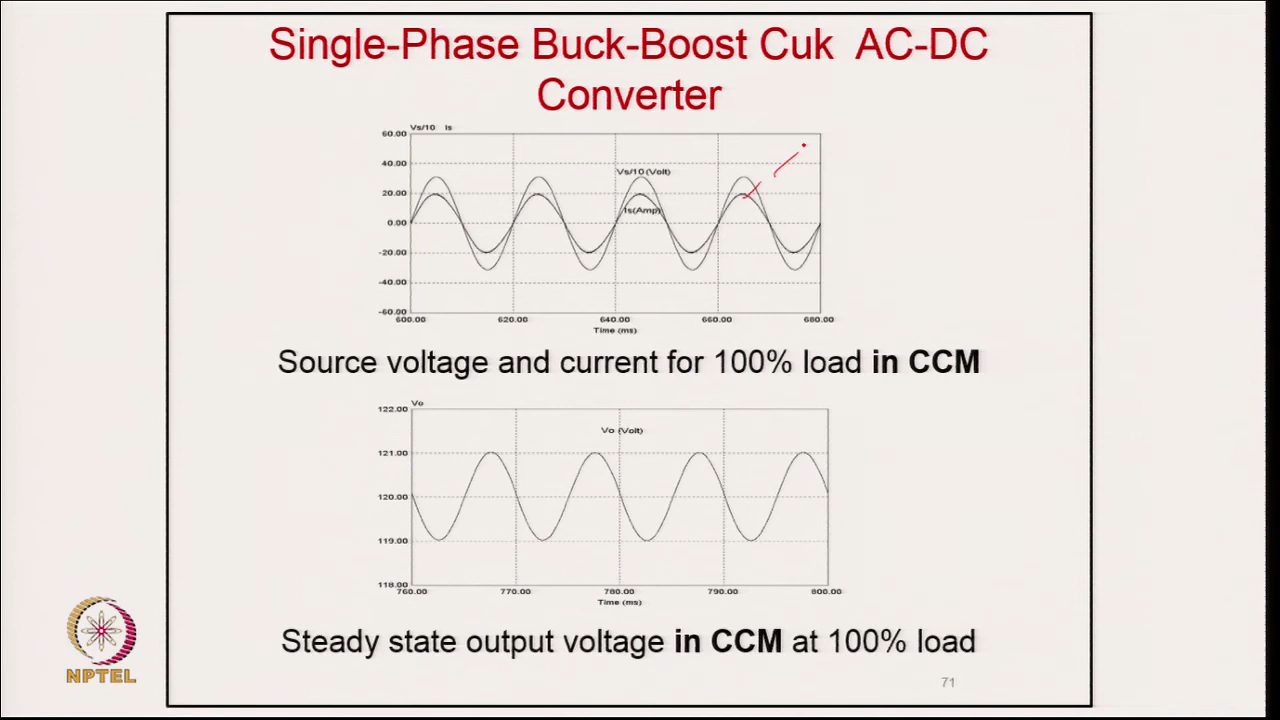 Single-Phase Buck-Boost Cuk AC-DC
Converter
Vs/10 Is
60.00
40.00
20.00
0.00
-20.00
-40.00
-60.00
Vs/10 (Volt)
Is(Amp)
600.00 620.00 640.00 660.00 680.00
Time (ms)
Source voltage and current for 100% load in CCM
Vo
122.00
121.00
120.00
119.00
118.00
Vo (Volt)
760.00 770.00 780.00 790.00 800.00
Time (ms)
Steady state output voltage in CCM at 100% load
NPTEL
71